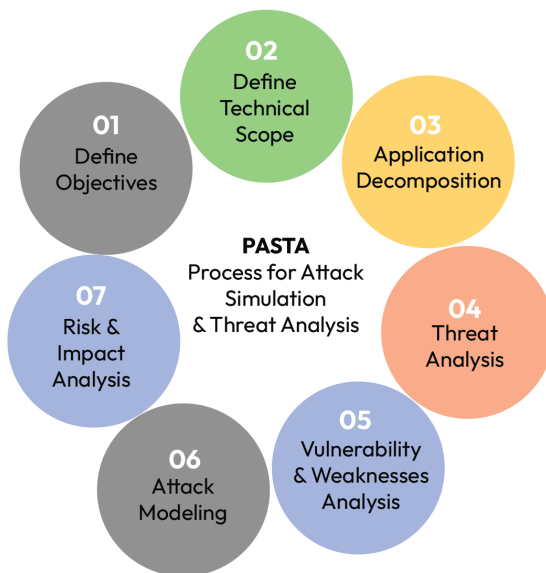 01
Define
Objectives
02
Define
Technical
Scope
03
Application
Decomposition
04
Threat
Analysis
05
Vulnerability
& Weaknesses
Analysis
06
Attack
Modeling
07
Risk &
Impact
Analysis
PASTA
Process for Attack
Simulation
& Threat Analysis